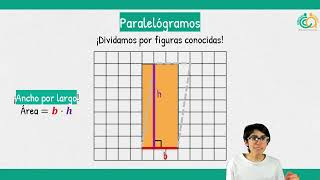 Paralelógramos
¡Dividamos por figuras conocidas!
Ancho por largo
Área = b · h
h
b